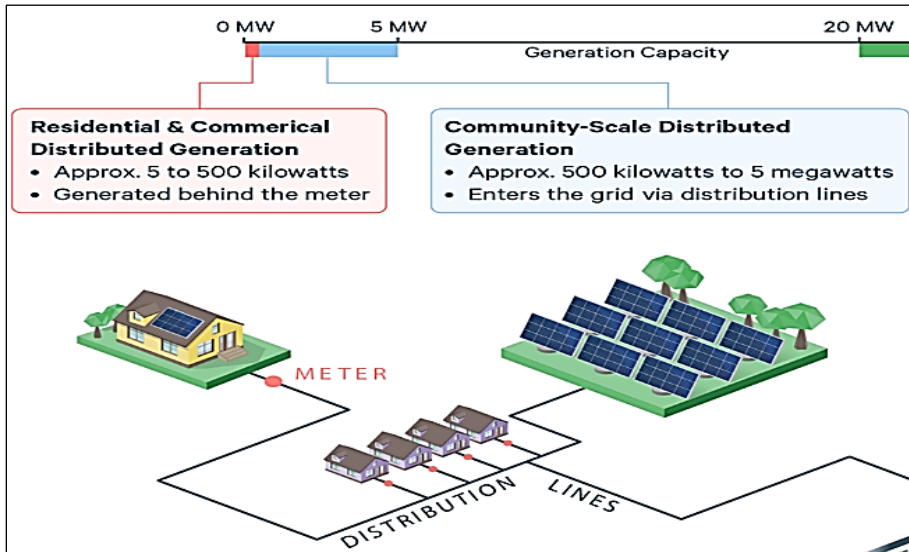 0 MW 5 MW 20 MW
Generation Capacity
Residential & Commerical
Distributed Generation
• Approx. 5 to 500 kilowatts
• Generated behind the meter
Community-Scale Distributed
Generation
• Approx. 500 kilowatts to 5 megawatts
• Enters the grid via distribution lines
METER
DISTRIBUTION LINES